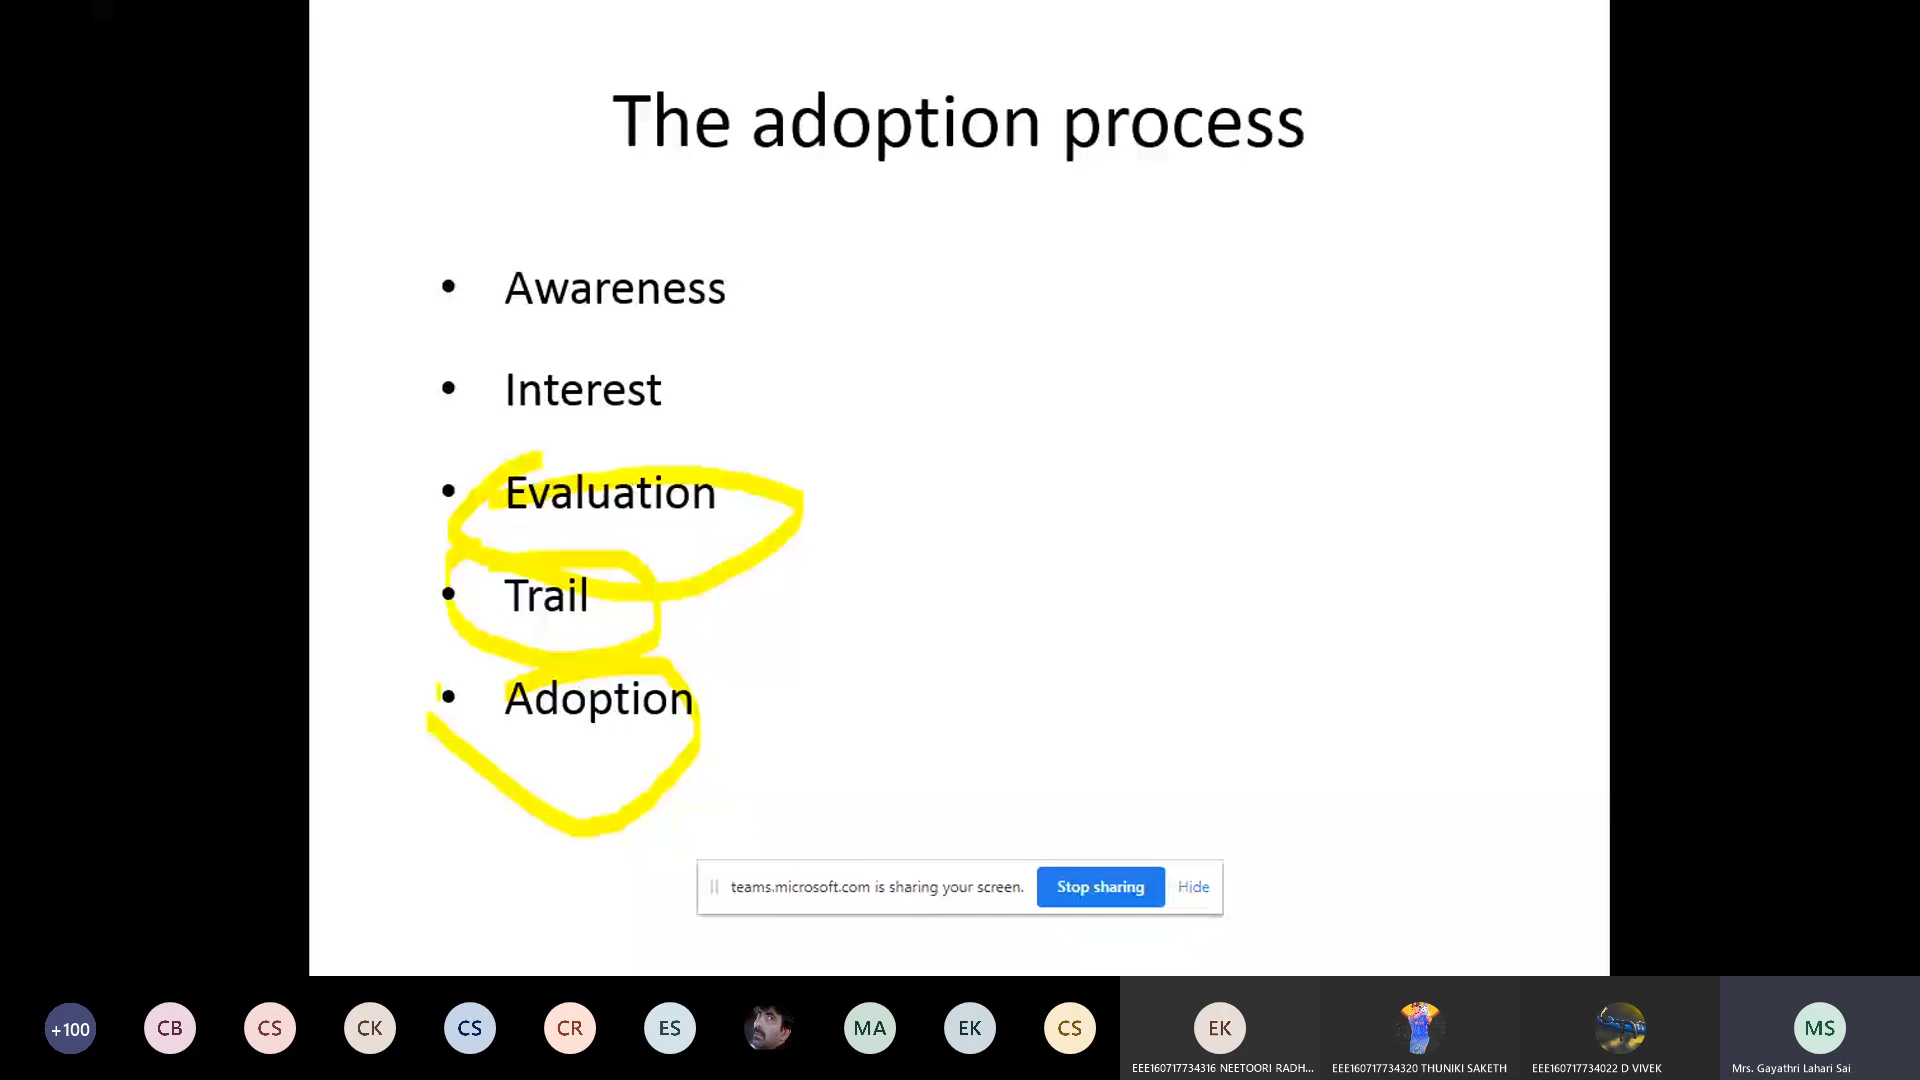 The adoption process
• Awareness
• Interest
• Evaluation
• Trail
• Adoption
teams.microsoft.com is sharing your screen. Stop sharing Hide
+100 CB CS CK CS CR ES MA EK CS EK MS
EEE160717734316 NEETOORI RADH... EEE160717734320 THUNIKI SAKETH EEE160717734022 D VIVEK Mrs. Gayathri Lahari Sai